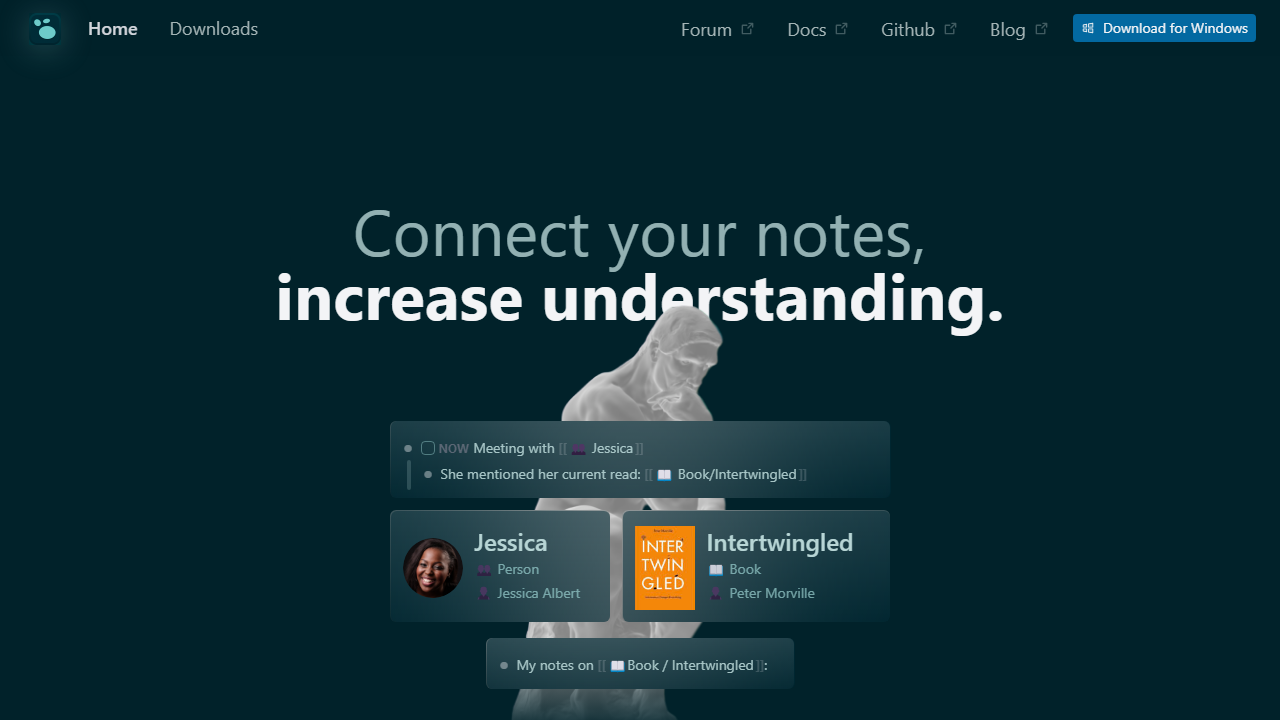 Home
Downloads
Forum
Docs
Github
Blog
Download for Windows
Connect your notes,
increase understanding.
NOW Meeting with [[ Jessica]]
She mentioned her current read: [[ Book/Intertwingled]]
Jessica
Person
Jessica Albert
INTER
TWIN
GLED
Intertwingled
Book
Peter Morville
My notes on [[ Book / Intertwingled]]: